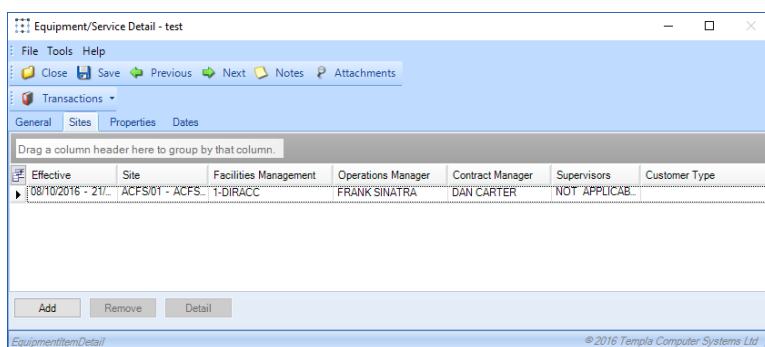 Equipment/Service Detail - test
File Tools Help
Close Save Previous Next Notes Attachments
Transactions
General Sites Properties Dates
Drag a column header here to group by that column.
Effective Site Facilities Management Operations Manager Contract Manager Supervisors Customer Type
08/10/2016 - 21/... ACFS/01 - ACFS... 1-DIRACC FRANK SINATRA DAN CARTER NOT APPLICAB...
Add Remove Detail
EquipmentItemDetail © 2016 Templa Computer Systems Ltd